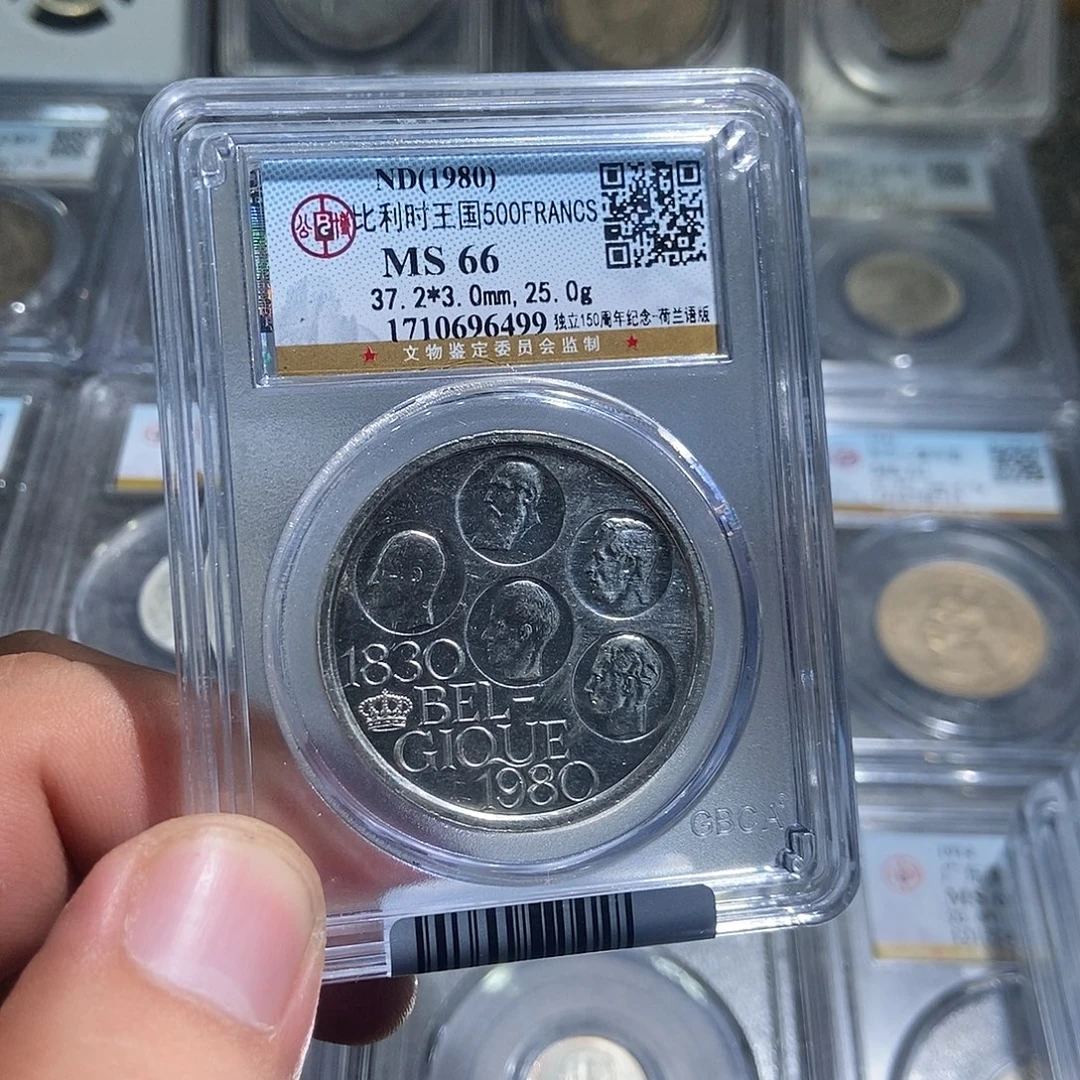 ND(1980)
比利时王国500FRANCS
MS 66
37.2*3.0mm, 25.0g
1710696499 独立150周年纪念-荷兰语版
★ 文物鉴定委员会监制 ★
1830
BEL-
GIQUE
1980
GBCA